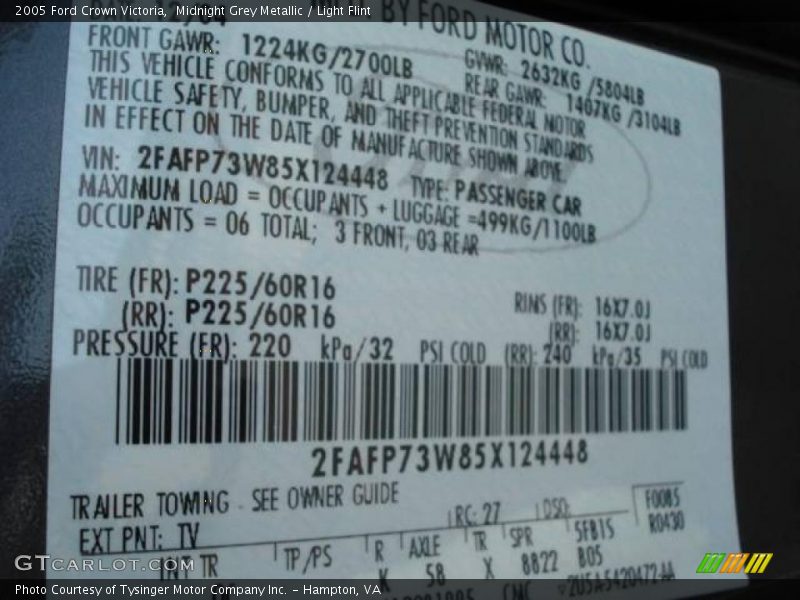 2005 Ford Crown Victoria, Midnight Grey Metallic / Light Flint
BY FORD MOTOR CO.
FRONT GAWR: 1224KG/2700LB GVWR: 2632KG /5804LB
REAR GAWR: 1407KG /3104LB
THIS VEHICLE CONFORMS TO ALL APPLICABLE FEDERAL MOTOR
VEHICLE SAFETY, BUMPER, AND THEFT PREVENTION STANDARDS
IN EFFECT ON THE DATE OF MANUFACTURE SHOWN ABOVE.
VIN: 2FAFP73W85X124448 TYPE: PASSENGER CAR
MAXIMUM LOAD = OCCUPANTS + LUGGAGE =499KG/1100LB
OCCUPANTS = 06 TOTAL; 3 FRONT, 03 REAR
TIRE (FR): P225/60R16 RIMS (FR): 16X7.0J
(RR): P225/60R16 (RR): 16X7.0J
PRESSURE (FR): 220 kPa/32 PSI COLD (RR): 240 kPa/35 PSI COLD
2FAFP73W85X124448
TRAILER TOWING - SEE OWNER GUIDE
EXT PNT: TV RC: 27 DSO: F0085
R0430
INT TR TP/PS R AXLE TR SPR 5FB15
K 58 X 8822 B05
GTCARLOT.COM
Photo Courtesy of Tysinger Motor Company Inc. – Hampton, VA